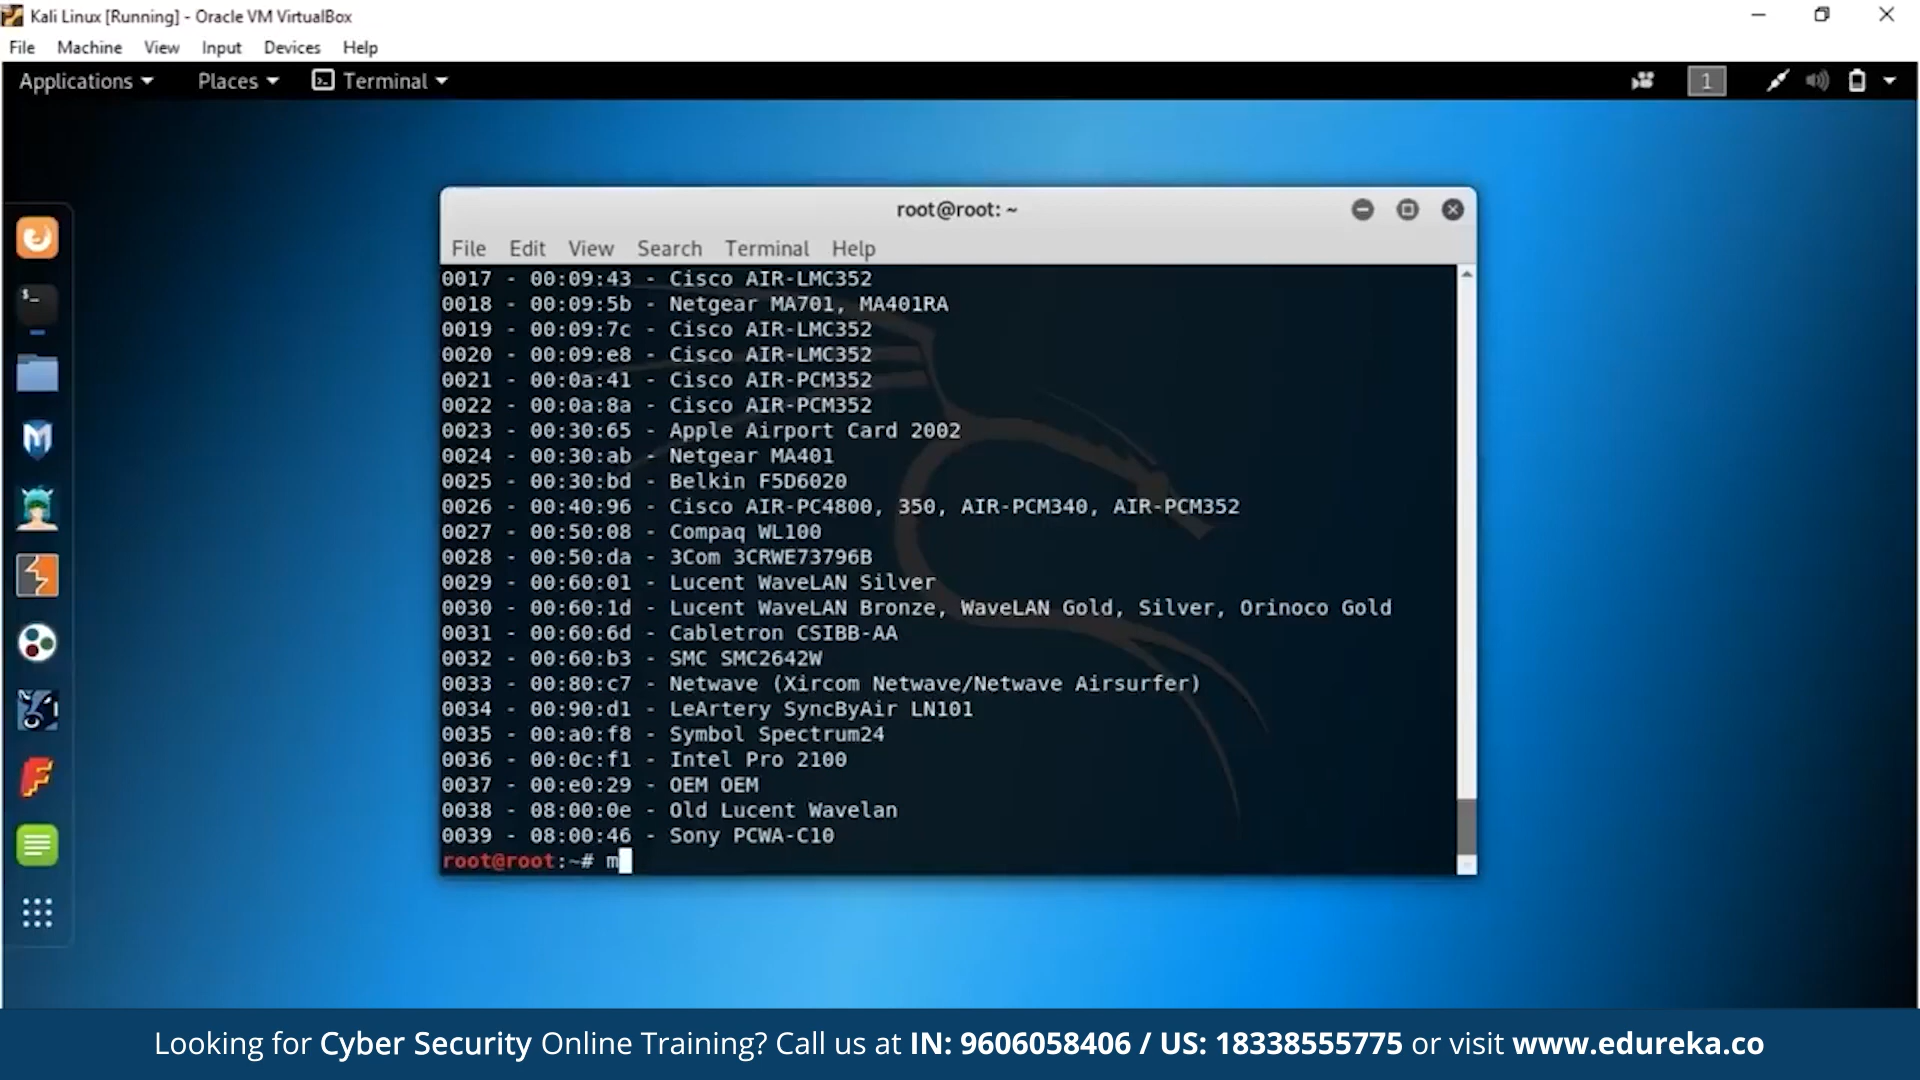 Kali Linux [Running] - Oracle VM VirtualBox
File Machine View Input Devices Help
Applications Places Terminal 1
root@root: ~
File Edit View Search Terminal Help
0017 - 00:09:43 - Cisco AIR-LMC352
0018 - 00:09:5b - Netgear MA701, MA401RA
0019 - 00:09:7c - Cisco AIR-LMC352
0020 - 00:09:e8 - Cisco AIR-LMC352
0021 - 00:0a:41 - Cisco AIR-PCM352
0022 - 00:0a:8a - Cisco AIR-PCM352
0023 - 00:30:65 - Apple Airport Card 2002
0024 - 00:30:ab - Netgear MA401
0025 - 00:30:bd - Belkin F5D6020
0026 - 00:40:96 - Cisco AIR-PC4800, 350, AIR-PCM340, AIR-PCM352
0027 - 00:50:08 - Compaq WL100
0028 - 00:50:da - 3Com 3CRWE73796B
0029 - 00:60:01 - Lucent WaveLAN Silver
0030 - 00:60:1d - Lucent WaveLAN Bronze, WaveLAN Gold, Silver, Orinoco Gold
0031 - 00:60:6d - Cabletron CSIBB-AA
0032 - 00:60:b3 - SMC SMC2642W
0033 - 00:80:c7 - Netwave (Xircom Netwave/Netwave Airsurfer)
0034 - 00:90:d1 - LeArtery SyncByAir LN101
0035 - 00:a0:f8 - Symbol Spectrum24
0036 - 00:0c:f1 - Intel Pro 2100
0037 - 00:e0:29 - OEM OEM
0038 - 08:00:0e - Old Lucent Wavelan
0039 - 08:00:46 - Sony PCWA-C10
root@root:~# m
Looking for Cyber Security Online Training? Call us at IN: 9606058406 / US: 18338555775 or visit www.edureka.co